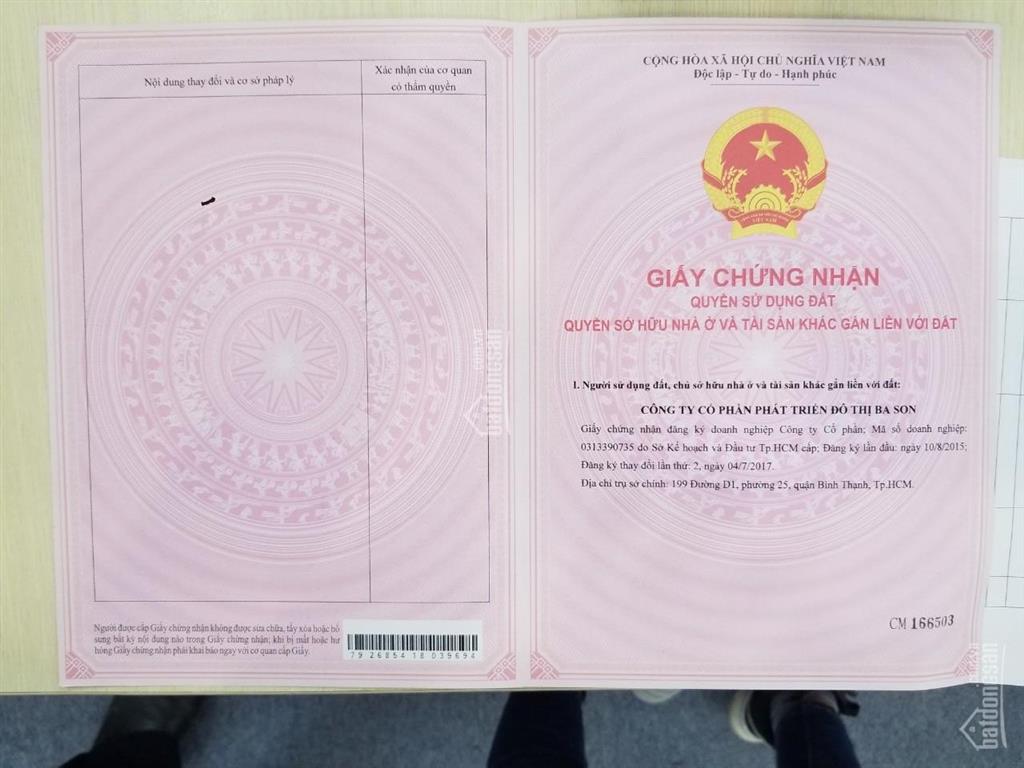 Nội dung thay đổi và cơ sở pháp lý
Xác nhận của cơ quan
có thẩm quyền
Người được cấp Giấy chứng nhận không được sửa chữa, tẩy xóa hoặc bổ
sung bất kỳ nội dung nào trong Giấy chứng nhận; khi bị mất hoặc hư
hỏng Giấy chứng nhận phải khai báo ngay với cơ quan cấp Giấy.
7926854 18 039694
CỘNG HÒA XÃ HỘI CHỦ NGHĨA VIỆT NAM
Độc lập - Tự do - Hạnh phúc
VIỆT NAM
GIẤY CHỨNG NHẬN
QUYỀN SỬ DỤNG ĐẤT
QUYỀN SỞ HỮU NHÀ Ở VÀ TÀI SẢN KHÁC GẮN LIỀN VỚI ĐẤT
I. Người sử dụng đất, chủ sở hữu nhà ở và tài sản khác gắn liền với đất:
CÔNG TY CỔ PHẦN PHÁT TRIỂN ĐÔ THỊ BA SON
Giấy chứng nhận đăng ký doanh nghiệp Công ty Cổ phần; Mã số doanh nghiệp:
0313390735 do Sở Kế hoạch và Đầu tư Tp.HCM cấp; Đăng ký lần đầu: ngày 10/8/2015;
Đăng ký thay đổi lần thứ: 2, ngày 04/7/2017.
Địa chỉ trụ sở chính: 199 Đường D1, phường 25, quận Bình Thạnh, Tp.HCM.
CM 166503
batdongsan
com.vn
batdongsan